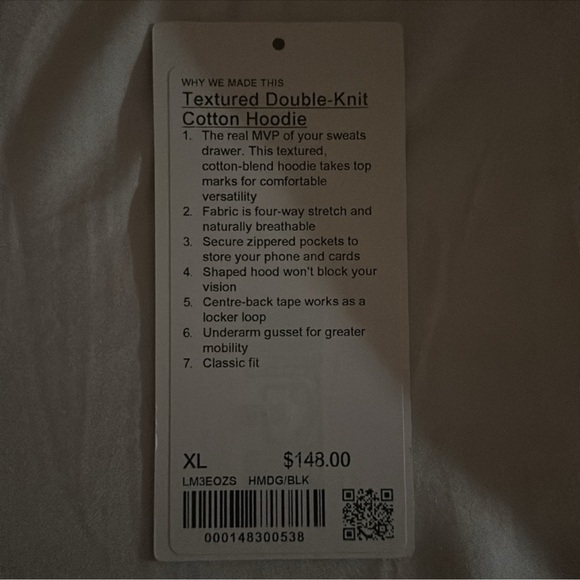 WHY WE MADE THIS
Textured Double-Knit
Cotton Hoodie
1. The real MVP of your sweats
drawer. This textured,
cotton-blend hoodie takes top
marks for comfortable
versatility
2. Fabric is four-way stretch and
naturally breathable
3. Secure zippered pockets to
store your phone and cards
4. Shaped hood won't block your
vision
5. Centre-back tape works as a
locker loop
6. Underarm gusset for greater
mobility
7. Classic fit
XL $148.00
LM3EOZS HMDG/BLK
000148300538